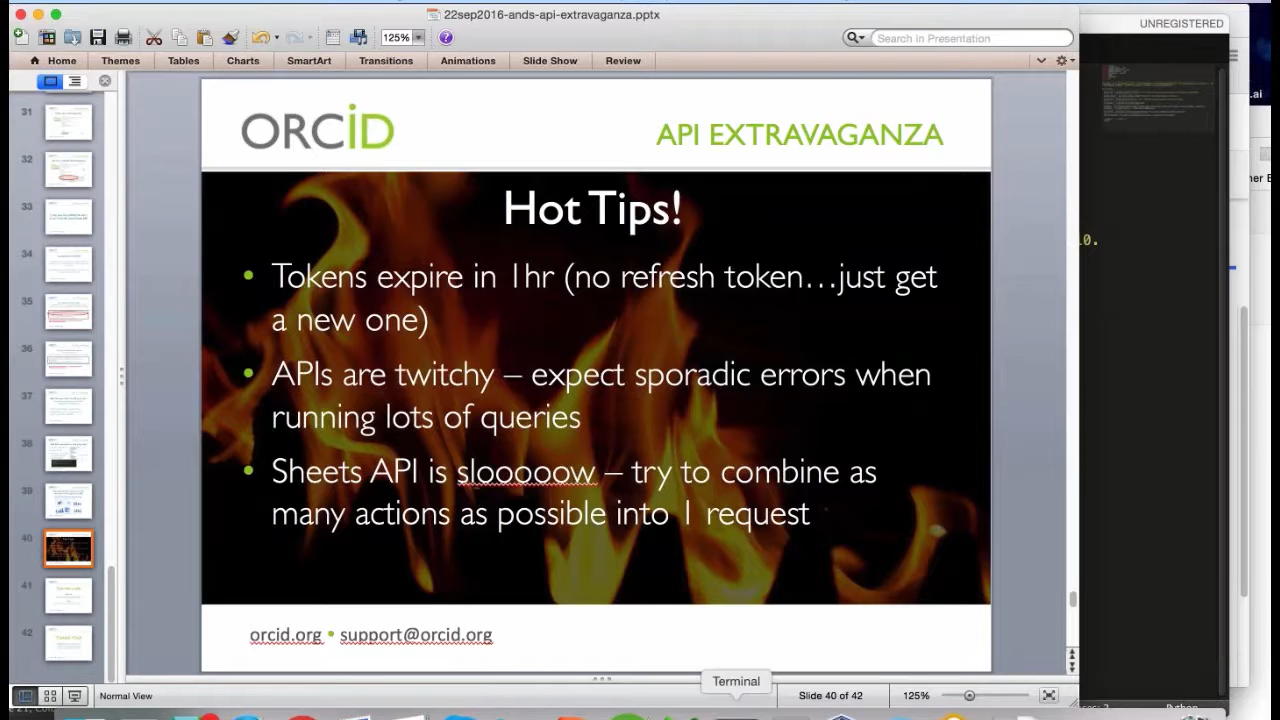 22sep2016-ands-api-extravaganza.pptx
UNREGISTERED
125%
Search in Presentation
Home Themes Tables Charts SmartArt Transitions Animations Slide Show Review
.ai
31
32
33
34
35
36
37
38
39
40
41
42
ORCiD
API EXTRAVAGANZA
Hot Tips!
• Tokens expire in 1hr (no refresh token…just get
a new one)
• APIs are twitchy – expect sporadic errors when
running lots of queries
• Sheets API is slooooow – try to combine as
many actions as possible into 1 request
orcid.org • support@orcid.org
Terminal
Normal View
Slide 40 of 42
125%